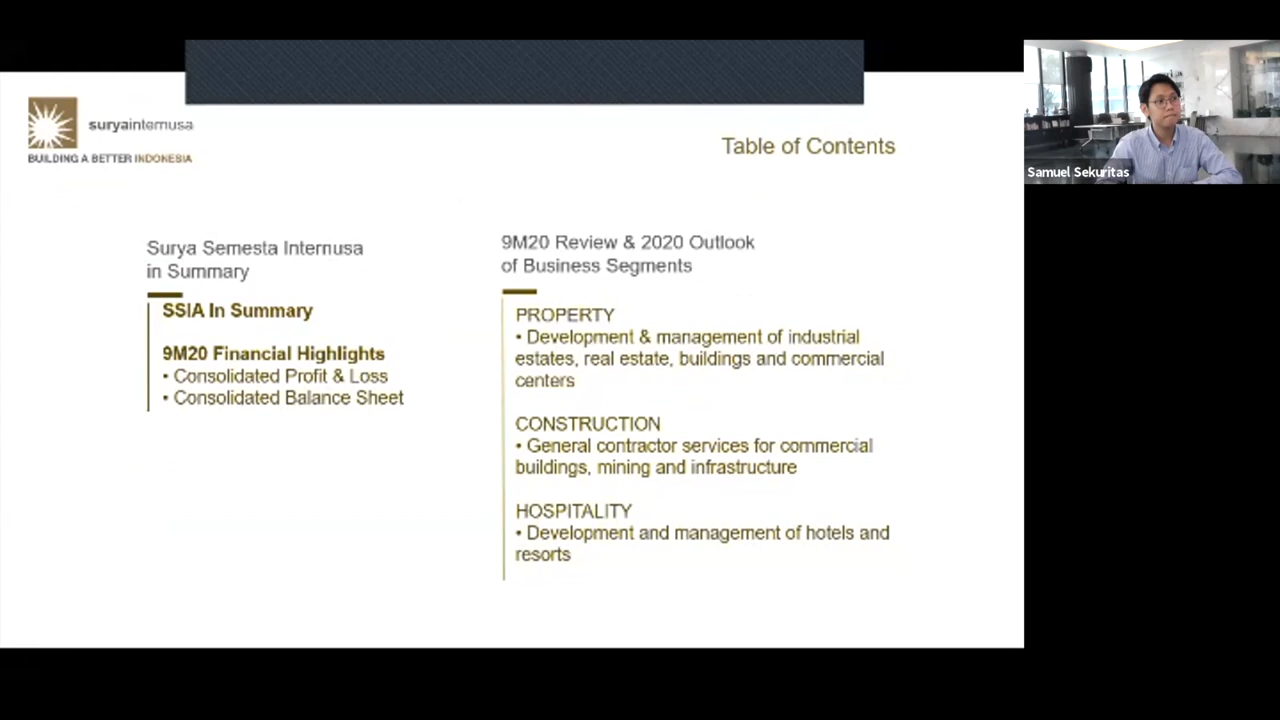 suryainternusa
BUILDING A BETTER INDONESIA
Table of Contents
Surya Semesta Internusa
in Summary
SSIA In Summary
9M20 Financial Highlights
• Consolidated Profit & Loss
• Consolidated Balance Sheet
9M20 Review & 2020 Outlook
of Business Segments
PROPERTY
• Development & management of industrial
estates, real estate, buildings and commercial
centers
CONSTRUCTION
• General contractor services for commercial
buildings, mining and infrastructure
HOSPITALITY
• Development and management of hotels and
resorts
Samuel Sekuritas